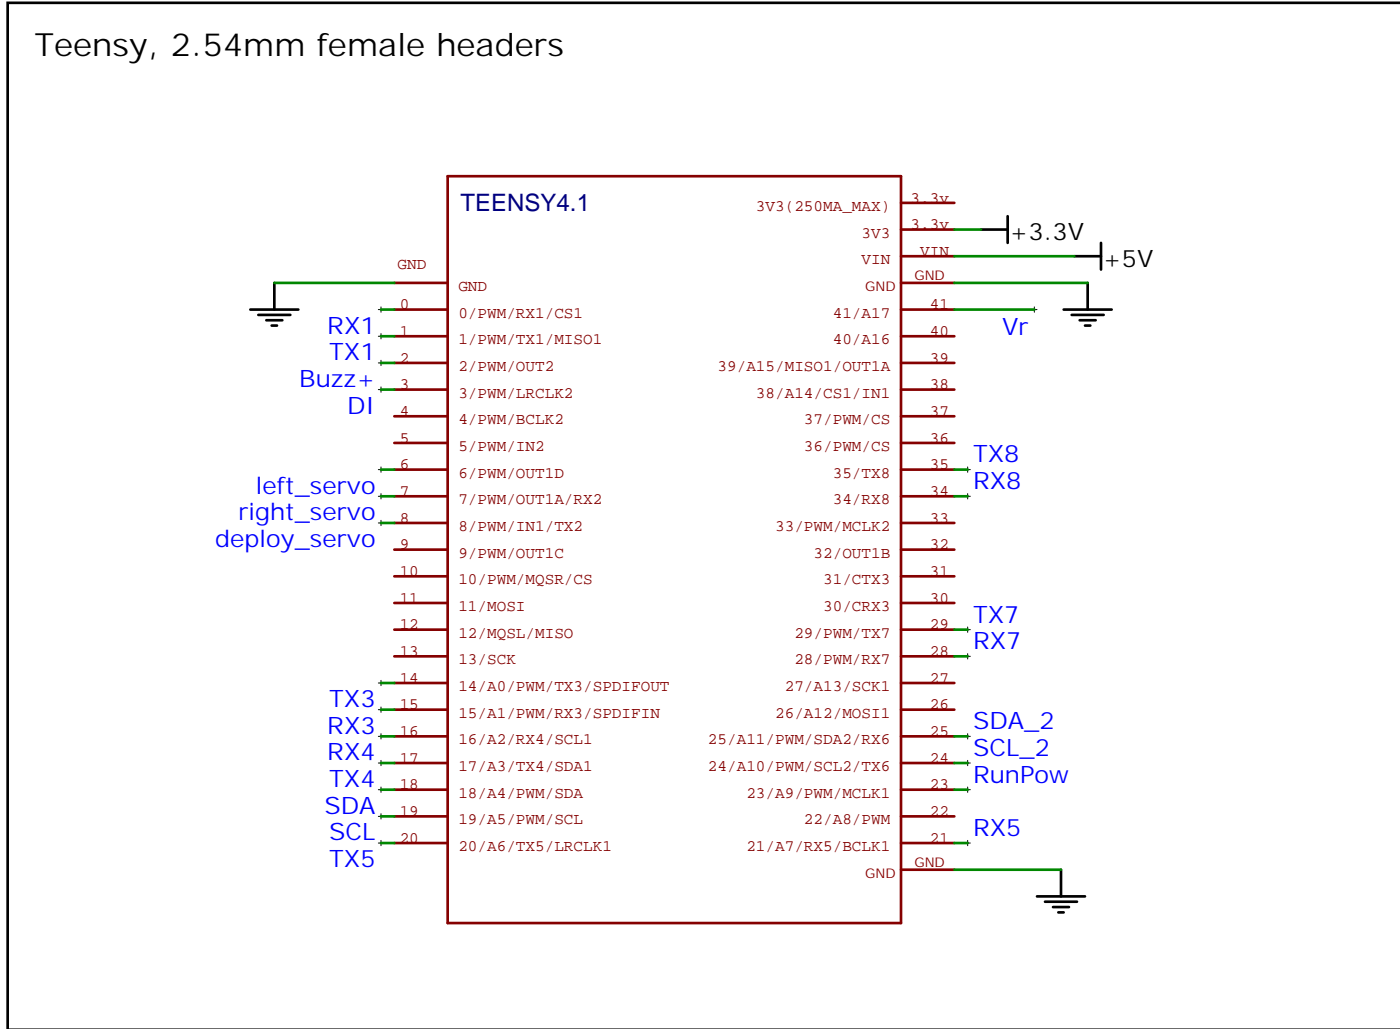 Teensy, 2.54mm female headers
TEENSY4.1
3V3(250MA_MAX) 3.3v
3V3 3.3v +3.3V
VIN VIN +5V
GND GND
GND GND
0 0/PWM/RX1/CS1
RX1
1 1/PWM/TX1/MISO1
TX1
2 2/PWM/OUT2
Buzz+
3 3/PWM/LRCLK2
DI
4 4/PWM/BCLK2
5 5/PWM/IN2
6 6/PWM/OUT1D
left_servo
7 7/PWM/OUT1A/RX2
right_servo
8 8/PWM/IN1/TX2
deploy_servo
9 9/PWM/OUT1C
10 10/PWM/MQSR/CS
11 11/MOSI
12 12/MQSL/MISO
13 13/SCK
14 14/A0/PWM/TX3/SPDIFOUT
TX3
15 15/A1/PWM/RX3/SPDIFIN
RX3
16 16/A2/RX4/SCL1
RX4
17 17/A3/TX4/SDA1
TX4
18 18/A4/PWM/SDA
SDA
19 19/A5/PWM/SCL
SCL
20 20/A6/TX5/LRCLK1
TX5
41/A17 41
Vr
40/A16 40
39/A15/MISO1/OUT1A 39
38/A14/CS1/IN1 38
37/PWM/CS 37
36/PWM/CS 36
TX8
35/TX8 35
RX8
34/RX8 34
33/PWM/MCLK2 33
32/OUT1B 32
31/CTX3 31
30/CRX3 30
TX7
29/PWM/TX7 29
RX7
28/PWM/RX7 28
27/A13/SCK1 27
26/A12/MOSI1 26
SDA_2
25/A11/PWM/SDA2/RX6 25
SCL_2
24/A10/PWM/SCL2/TX6 24
RunPow
23/A9/PWM/MCLK1 23
22/A8/PWM 22
RX5
21/A7/RX5/BCLK1 21
GND GND